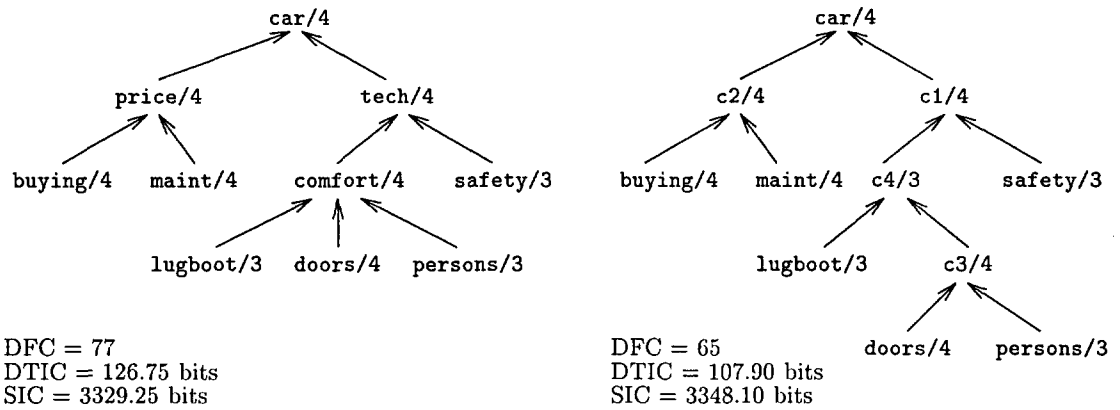 car/4 car/4
price/4 tech/4 c2/4 c1/4
buying/4 maint/4 comfort/4 safety/3 buying/4 maint/4 c4/3 safety/3
lugboot/3 doors/4 persons/3 lugboot/3 c3/4
DFC = 77 DFC = 65 doors/4 persons/3
DTIC = 126.75 bits DTIC = 107.90 bits
SIC = 3329.25 bits SIC = 3348.10 bits